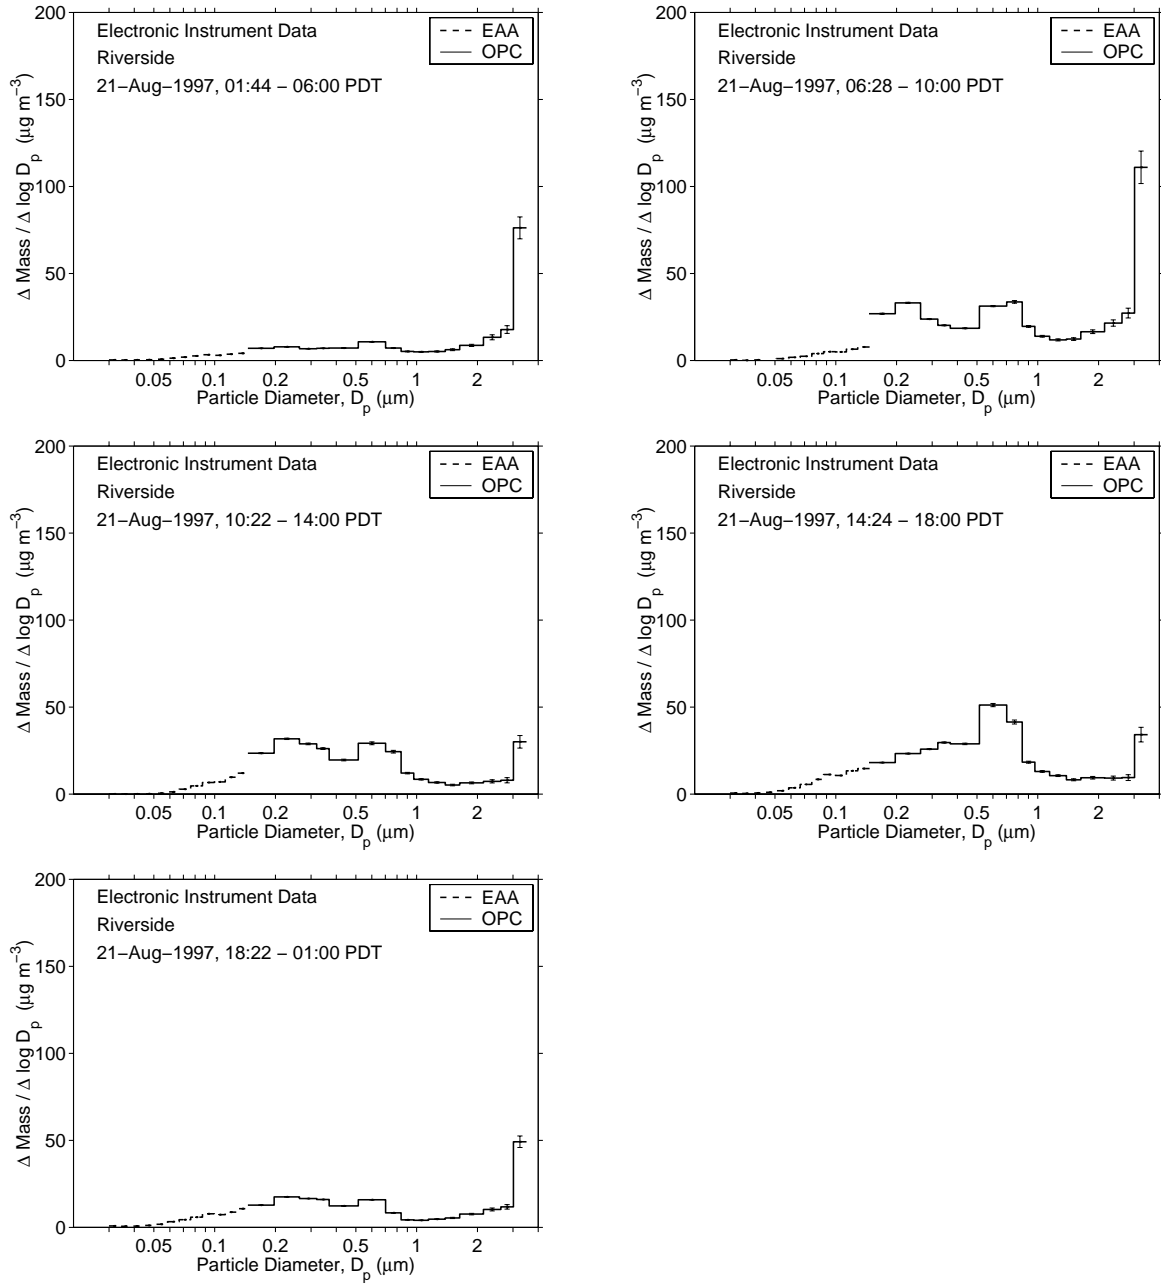 200
150
100
50
0
Δ Mass / Δ log D_p (μg m⁻³)
Electronic Instrument Data
Riverside
21−Aug−1997, 01:44 − 06:00 PDT
EAA
OPC
0.05 0.1 0.2 0.5 1 2
Particle Diameter, D_p (μm)
200
150
100
50
0
Δ Mass / Δ log D_p (μg m⁻³)
Electronic Instrument Data
Riverside
21−Aug−1997, 06:28 − 10:00 PDT
EAA
OPC
0.05 0.1 0.2 0.5 1 2
Particle Diameter, D_p (μm)
200
150
100
50
0
Δ Mass / Δ log D_p (μg m⁻³)
Electronic Instrument Data
Riverside
21−Aug−1997, 10:22 − 14:00 PDT
EAA
OPC
0.05 0.1 0.2 0.5 1 2
Particle Diameter, D_p (μm)
200
150
100
50
0
Δ Mass / Δ log D_p (μg m⁻³)
Electronic Instrument Data
Riverside
21−Aug−1997, 14:24 − 18:00 PDT
EAA
OPC
0.05 0.1 0.2 0.5 1 2
Particle Diameter, D_p (μm)
200
150
100
50
0
Δ Mass / Δ log D_p (μg m⁻³)
Electronic Instrument Data
Riverside
21−Aug−1997, 18:22 − 01:00 PDT
EAA
OPC
0.05 0.1 0.2 0.5 1 2
Particle Diameter, D_p (μm)